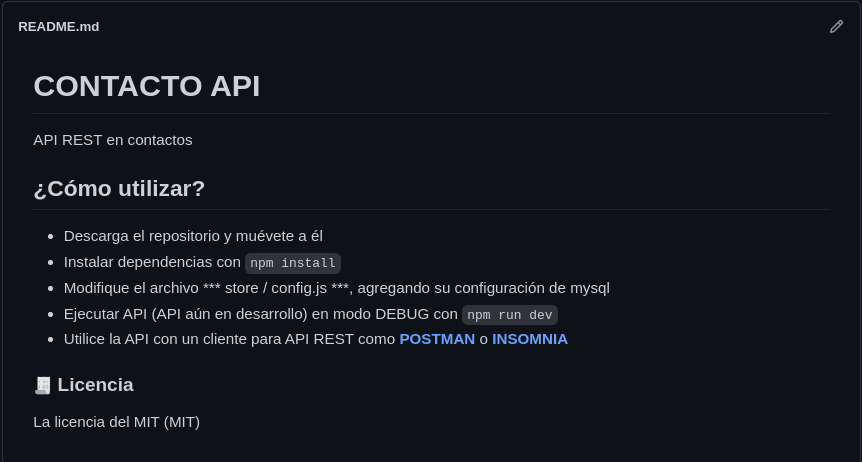 README.md
CONTACTO API
API REST en contactos
¿Cómo utilizar?
Descarga el repositorio y muévete a él
Instalar dependencias con npm install
Modifique el archivo *** store / config.js ***, agregando su configuración de mysql
Ejecutar API (API aún en desarrollo) en modo DEBUG con npm run dev
Utilice la API con un cliente para API REST como POSTMAN o INSOMNIA
Licencia
La licencia del MIT (MIT)